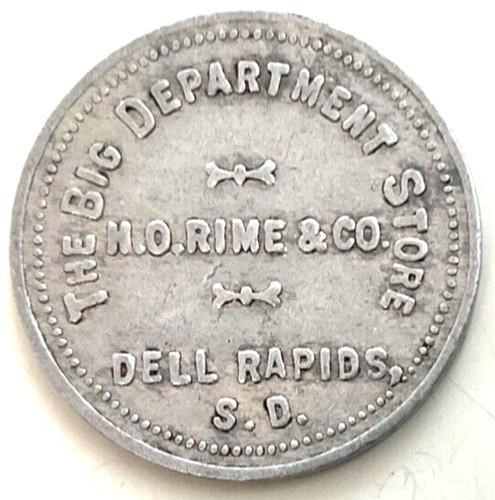 THE BIG DEPARTMENT STORE
H.O.RIME & CO.
DELL RAPIDS,
S.D.